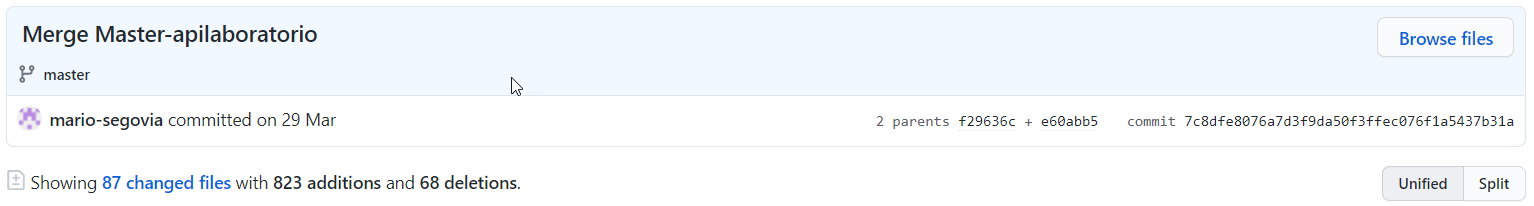 Merge Master-apilaboratorio
Browse files
master
mario-segovia committed on 29 Mar
2 parents f29636c + e60abb5 commit 7c8dfe8076a7d3f9da50f3ffec076f1a5437b31a
Showing 87 changed files with 823 additions and 68 deletions.
Unified Split